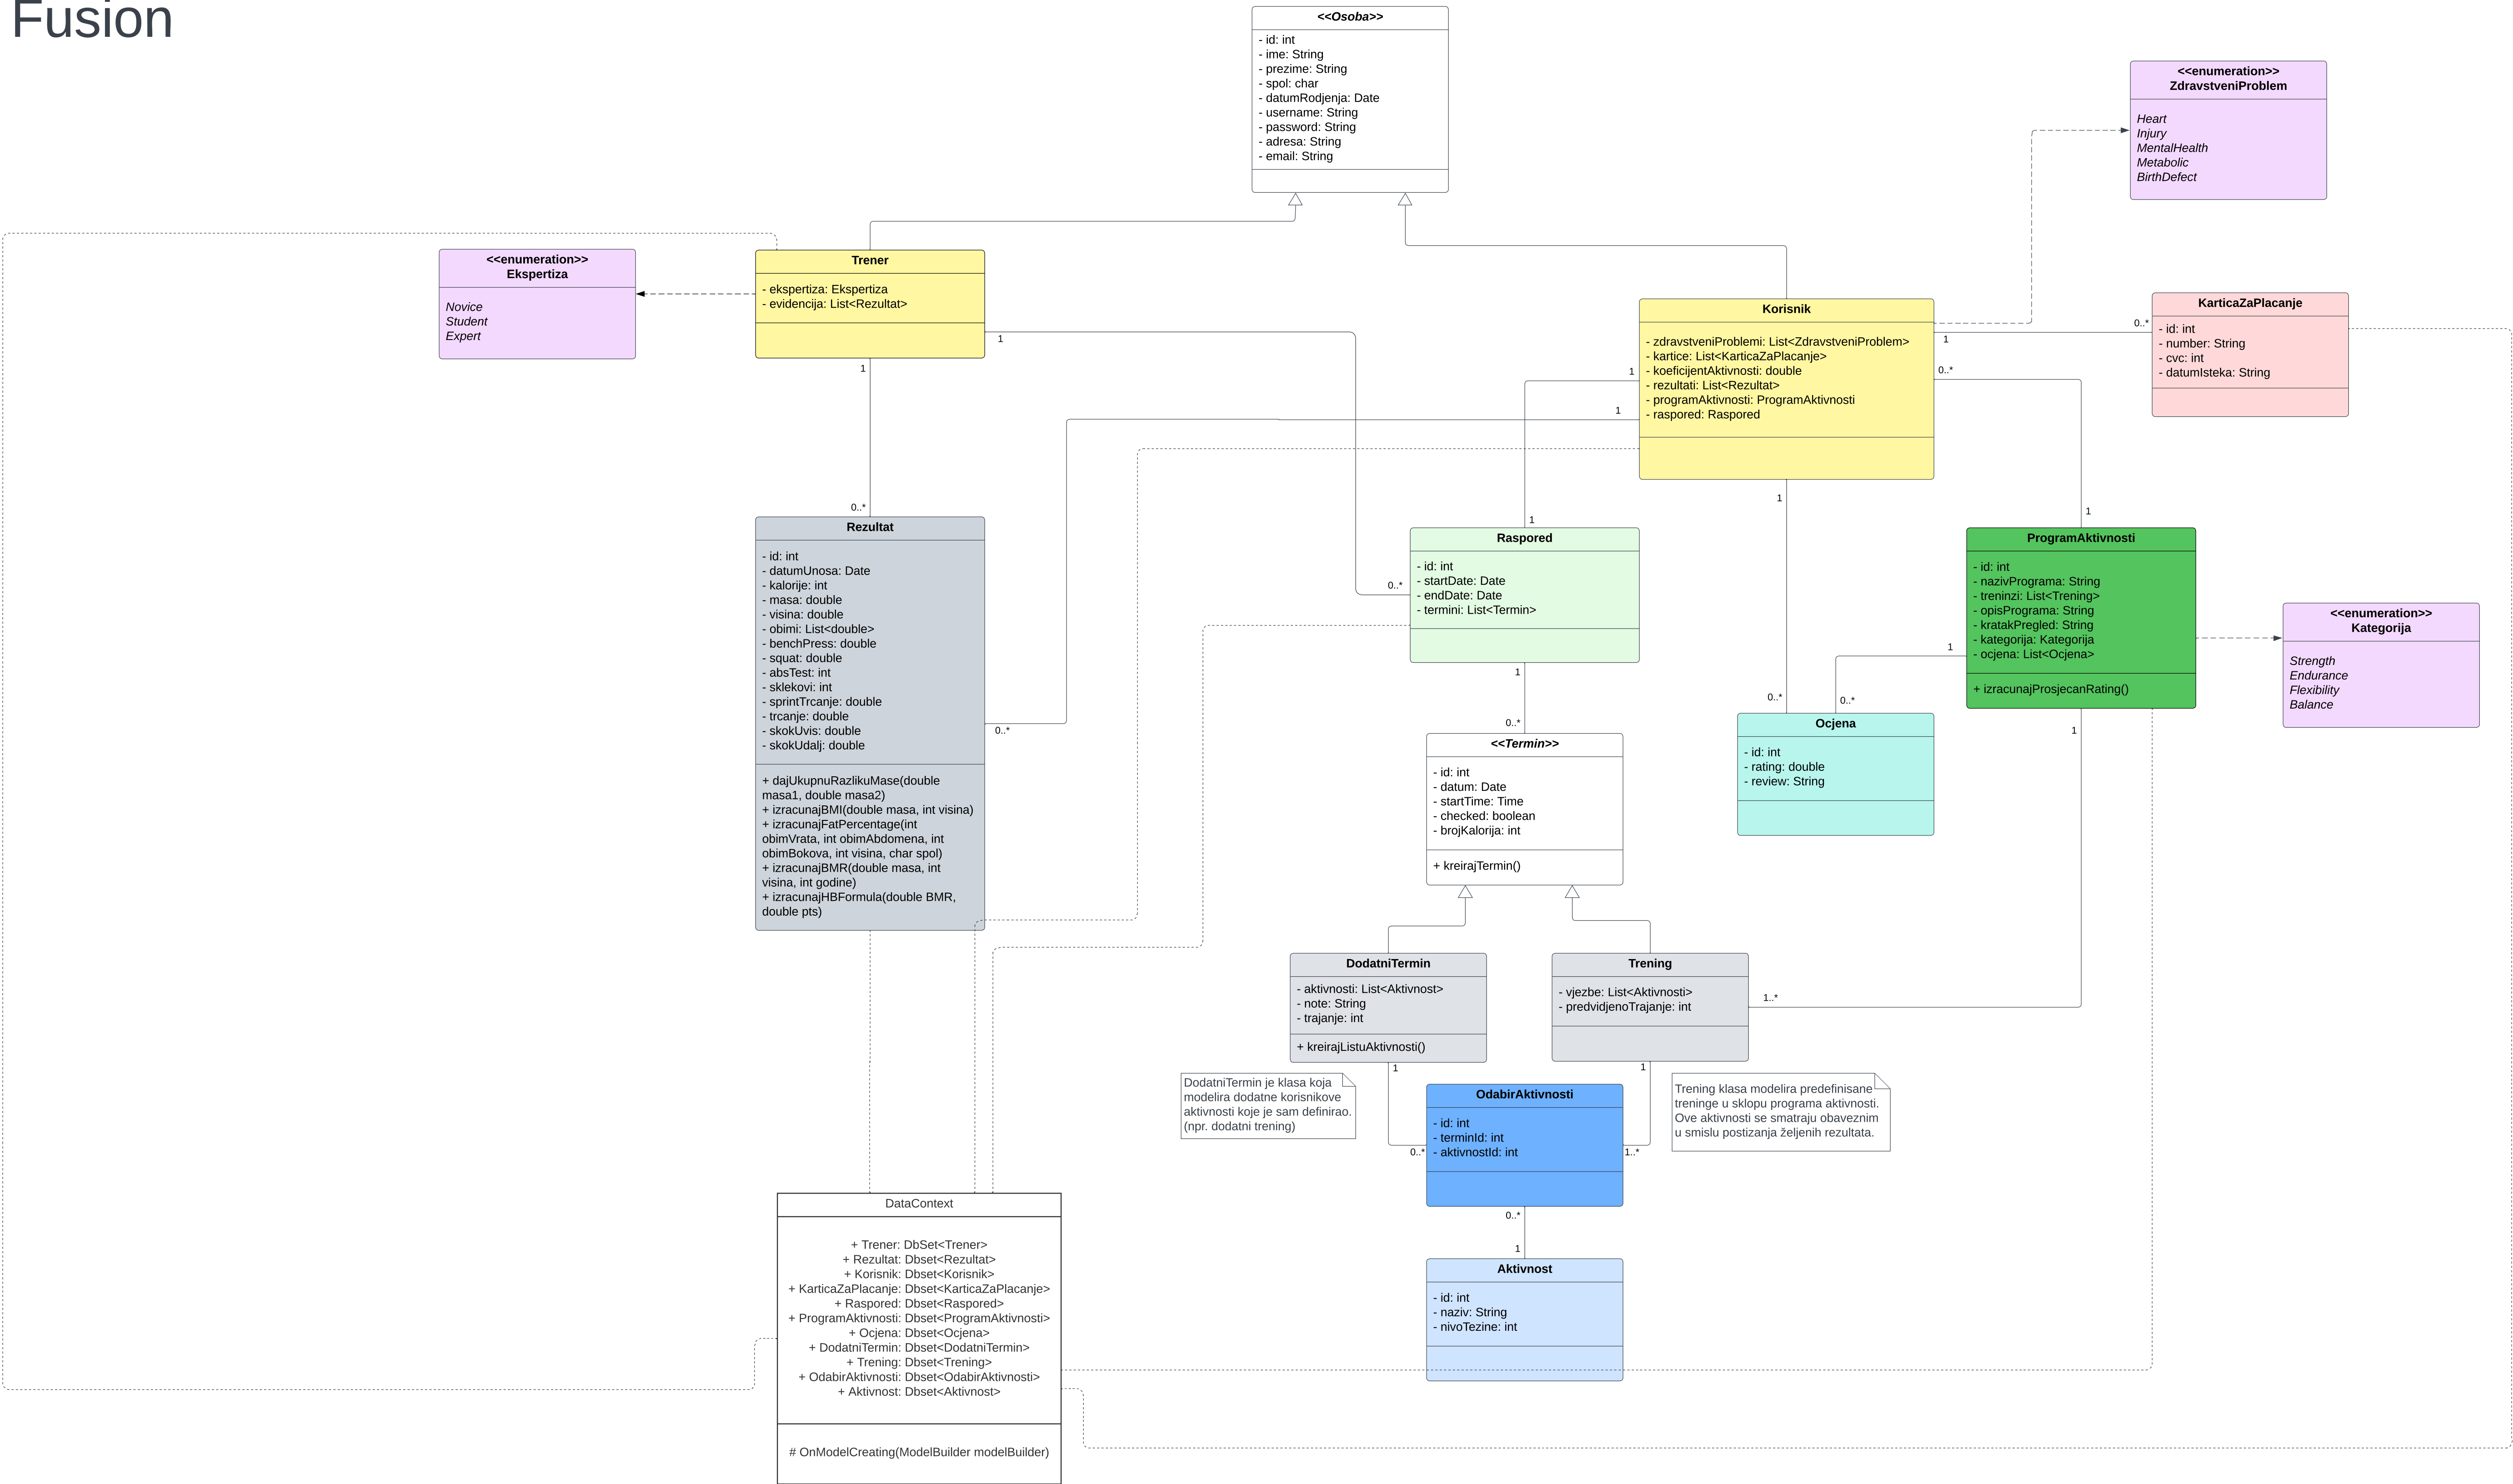 Fusion
<<Osoba>>
- id: int
- ime: String
- prezime: String
- spol: char
- datumRodjenja: Date
- username: String
- password: String
- adresa: String
- email: String
<<enumeration>>
ZdravstveniProblem
Heart
Injury
MentalHealth
Metabolic
BirthDefect
<<enumeration>>
Ekspertiza
Novice
Student
Expert
Trener
- ekspertiza: Ekspertiza
- evidencija: List<Rezultat>
1
1
0..*
Korisnik
- zdravstveniProblemi: List<ZdravstveniProblem>
- kartice: List<KarticaZaPlacanje>
- koeficijentAktivnosti: double
- rezultati: List<Rezultat>
- programAktivnosti: ProgramAktivnosti
- raspored: Raspored
1
1
1
0..*
1
0..*
KarticaZaPlacanje
- id: int
- number: String
- cvc: int
- datumIsteka: String
Rezultat
- id: int
- datumUnosa: Date
- kalorije: int
- masa: double
- visina: double
- obimi: List<double>
- benchPress: double
- squat: double
- absTest: int
- sklekovi: int
- sprintTrcanje: double
- trcanje: double
- skokUvis: double
- skokUdalj: double
+ dajUkupnuRazlikuMase(double
masa1, double masa2)
+ izracunajBMI(double masa, int visina)
+ izracunajFatPercentage(int
obimVrata, int obimAbdomena, int
obimBokova, int visina, char spol)
+ izracunajBMR(double masa, int
visina, int godine)
+ izracunajHBFormula(double BMR,
double pts)
0..*
1
0..*
Raspored
- id: int
- startDate: Date
- endDate: Date
- termini: List<Termin>
1
0..*
1
ProgramAktivnosti
- id: int
- nazivPrograma: String
- treninzi: List<Trening>
- opisPrograma: String
- kratakPregled: String
- kategorija: Kategorija
- ocjena: List<Ocjena>
+ izracunajProsjecanRating()
1
1
<<enumeration>>
Kategorija
Strength
Endurance
Flexibility
Balance
0..*
0..*
Ocjena
- id: int
- rating: double
- review: String
<<Termin>>
- id: int
- datum: Date
- startTime: Time
- checked: boolean
- brojKalorija: int
+ kreirajTermin()
DodatniTermin
- aktivnosti: List<Aktivnost>
- note: String
- trajanje: int
+ kreirajListuAktivnosti()
1
Trening
- vjezbe: List<Aktivnosti>
- predvidjenoTrajanje: int
1..*
1
DodatniTermin je klasa koja
modelira dodatne korisnikove
aktivnosti koje je sam definirao.
(npr. dodatni trening)
Trening klasa modelira predefinisane
treninge u sklopu programa aktivnosti.
Ove aktivnosti se smatraju obaveznim
u smislu postizanja željenih rezultata.
OdabirAktivnosti
- id: int
- terminId: int
- aktivnostId: int
0..*
1..*
0..*
1
Aktivnost
- id: int
- naziv: String
- nivoTezine: int
DataContext
+ Trener: DbSet<Trener>
+ Rezultat: Dbset<Rezultat>
+ Korisnik: Dbset<Korisnik>
+ KarticaZaPlacanje: Dbset<KarticaZaPlacanje>
+ Raspored: Dbset<Raspored>
+ ProgramAktivnosti: Dbset<ProgramAktivnosti>
+ Ocjena: Dbset<Ocjena>
+ DodatniTermin: Dbset<DodatniTermin>
+ Trening: Dbset<Trening>
+ OdabirAktivnosti: Dbset<OdabirAktivnosti>
+ Aktivnost: Dbset<Aktivnost>
# OnModelCreating(ModelBuilder modelBuilder)